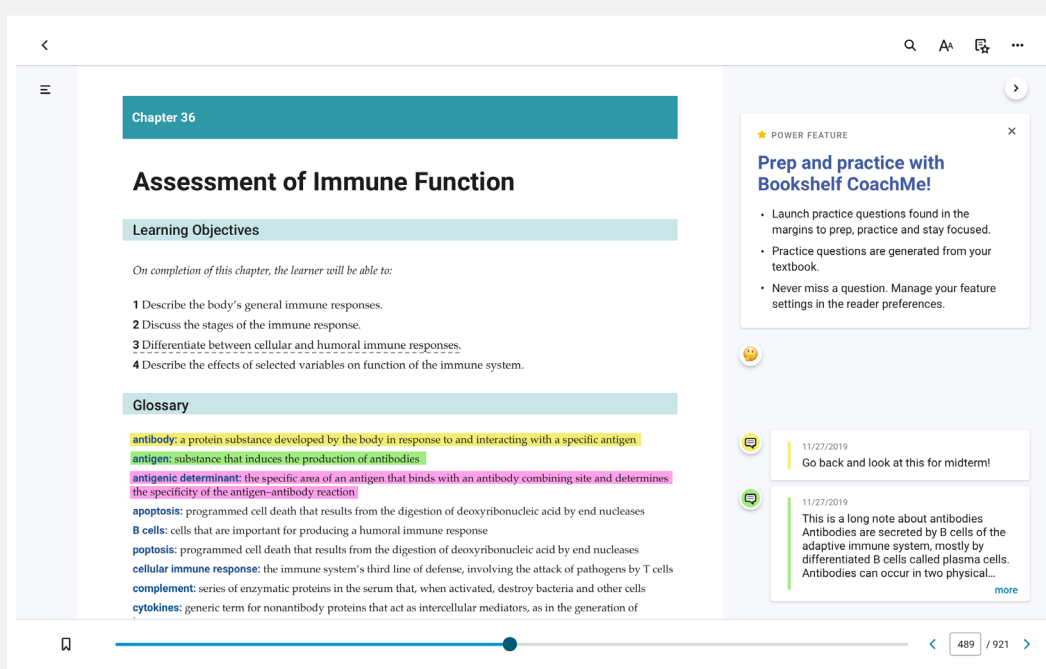 Chapter 36
Assessment of Immune Function
Learning Objectives
On completion of this chapter, the learner will be able to:
1 Describe the body's general immune responses.
2 Discuss the stages of the immune response.
3 Differentiate between cellular and humoral immune responses.
4 Describe the effects of selected variables on function of the immune system.
Glossary
antibody: a protein substance developed by the body in response to and interacting with a specific antigen
antigen: substance that induces the production of antibodies
antigenic determinant: the specific area of an antigen that binds with an antibody combining site and determines
the specificity of the antigen–antibody reaction
apoptosis: programmed cell death that results from the digestion of deoxyribonucleic acid by end nucleases
B cells: cells that are important for producing a humoral immune response
poptosis: programmed cell death that results from the digestion of deoxyribonucleic acid by end nucleases
cellular immune response: the immune system's third line of defense, involving the attack of pathogens by T cells
complement: series of enzymatic proteins in the serum that, when activated, destroy bacteria and other cells
cytokines: generic term for nonantibody proteins that act as intercellular mediators, as in the generation of
AA
POWER FEATURE
Prep and practice with
Bookshelf CoachMe!
• Launch practice questions found in the
margins to prep, practice and stay focused.
• Practice questions are generated from your
textbook.
• Never miss a question. Manage your feature
settings in the reader preferences.
11/27/2019
Go back and look at this for midterm!
11/27/2019
This is a long note about antibodies
Antibodies are secreted by B cells of the
adaptive immune system, mostly by
differentiated B cells called plasma cells.
Antibodies can occur in two physical...
more
489 / 921